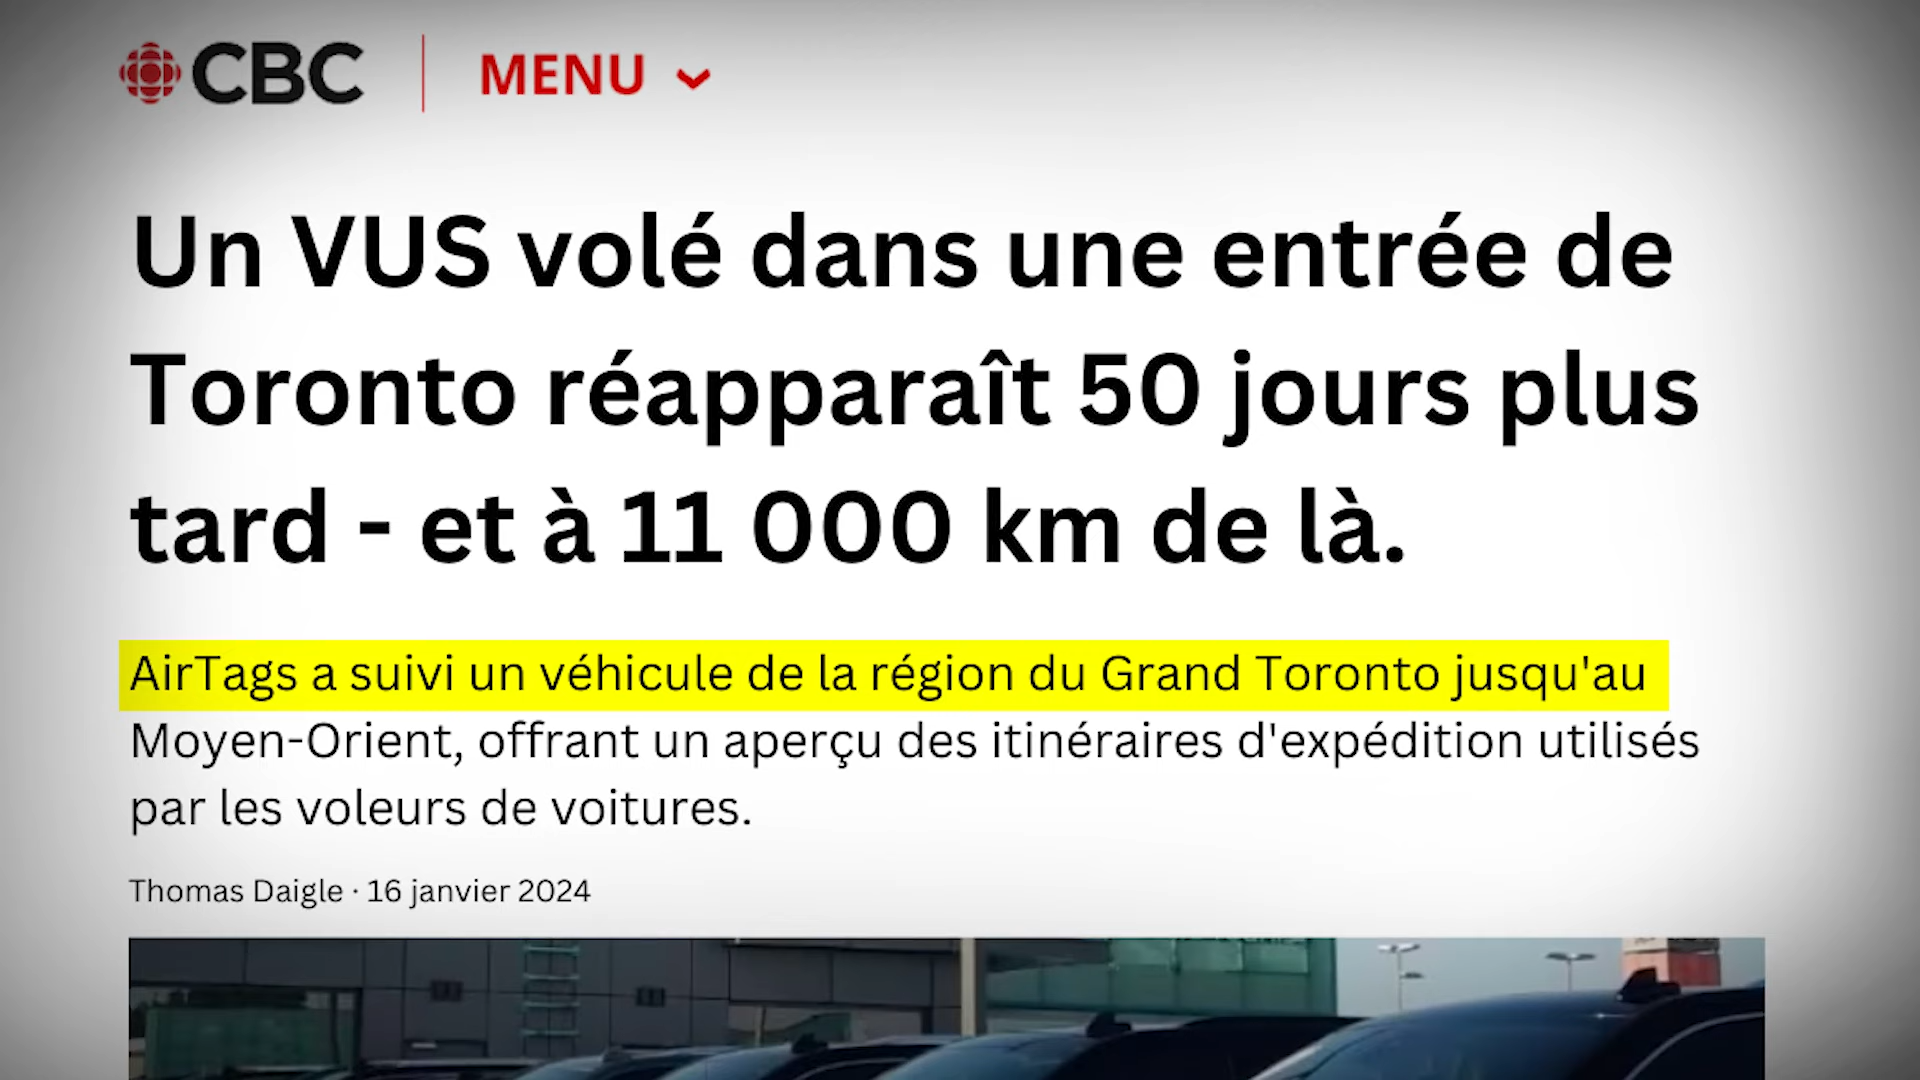 CBC MENU
Un VUS volé dans une entrée de
Toronto réapparaît 50 jours plus
tard - et à 11 000 km de là.
AirTags a suivi un véhicule de la région du Grand Toronto jusqu'au
Moyen-Orient, offrant un aperçu des itinéraires d'expédition utilisés
par les voleurs de voitures.
Thomas Daigle · 16 janvier 2024